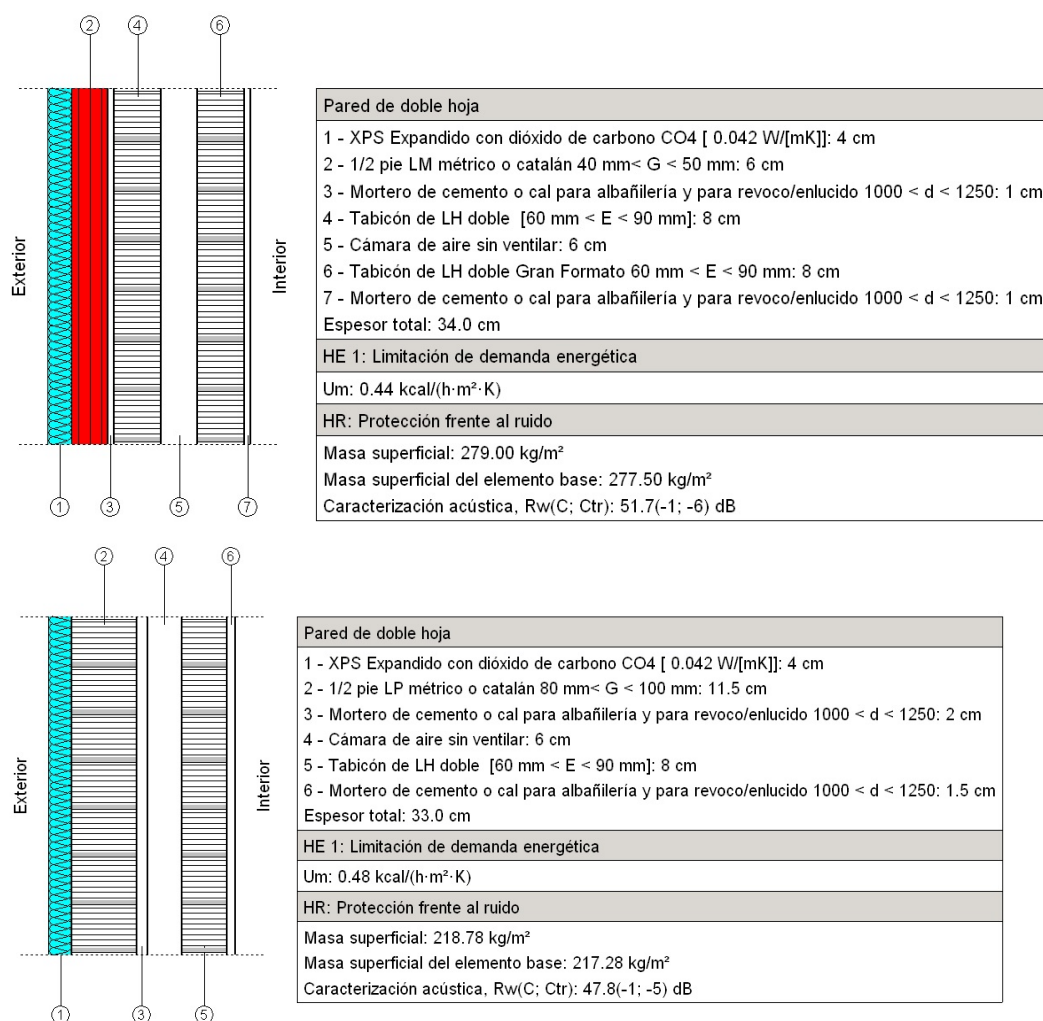 2
4
6
Exterior
Interior
1
3
5
7
Pared de doble hoja
1 - XPS Expandido con dióxido de carbono CO4 [ 0.042 W/[mK]]: 4 cm
2 - 1/2 pie LM métrico o catalán 40 mm< G < 50 mm: 6 cm
3 - Mortero de cemento o cal para albañilería y para revoco/enlucido 1000 < d < 1250: 1 cm
4 - Tabicón de LH doble [60 mm < E < 90 mm]: 8 cm
5 - Cámara de aire sin ventilar: 6 cm
6 - Tabicón de LH doble Gran Formato 60 mm < E < 90 mm: 8 cm
7 - Mortero de cemento o cal para albañilería y para revoco/enlucido 1000 < d < 1250: 1 cm
Espesor total: 34.0 cm
HE 1: Limitación de demanda energética
Um: 0.44 kcal/(h·m²·K)
HR: Protección frente al ruido
Masa superficial: 279.00 kg/m²
Masa superficial del elemento base: 277.50 kg/m²
Caracterización acústica, Rw(C; Ctr): 51.7(-1; -6) dB
2
4
6
Exterior
Interior
1
3
5
Pared de doble hoja
1 - XPS Expandido con dióxido de carbono CO4 [ 0.042 W/[mK]]: 4 cm
2 - 1/2 pie LP métrico o catalán 80 mm< G < 100 mm: 11.5 cm
3 - Mortero de cemento o cal para albañilería y para revoco/enlucido 1000 < d < 1250: 2 cm
4 - Cámara de aire sin ventilar: 6 cm
5 - Tabicón de LH doble [60 mm < E < 90 mm]: 8 cm
6 - Mortero de cemento o cal para albañilería y para revoco/enlucido 1000 < d < 1250: 1.5 cm
Espesor total: 33.0 cm
HE 1: Limitación de demanda energética
Um: 0.48 kcal/(h·m²·K)
HR: Protección frente al ruido
Masa superficial: 218.78 kg/m²
Masa superficial del elemento base: 217.28 kg/m²
Caracterización acústica, Rw(C; Ctr): 47.8(-1; -5) dB